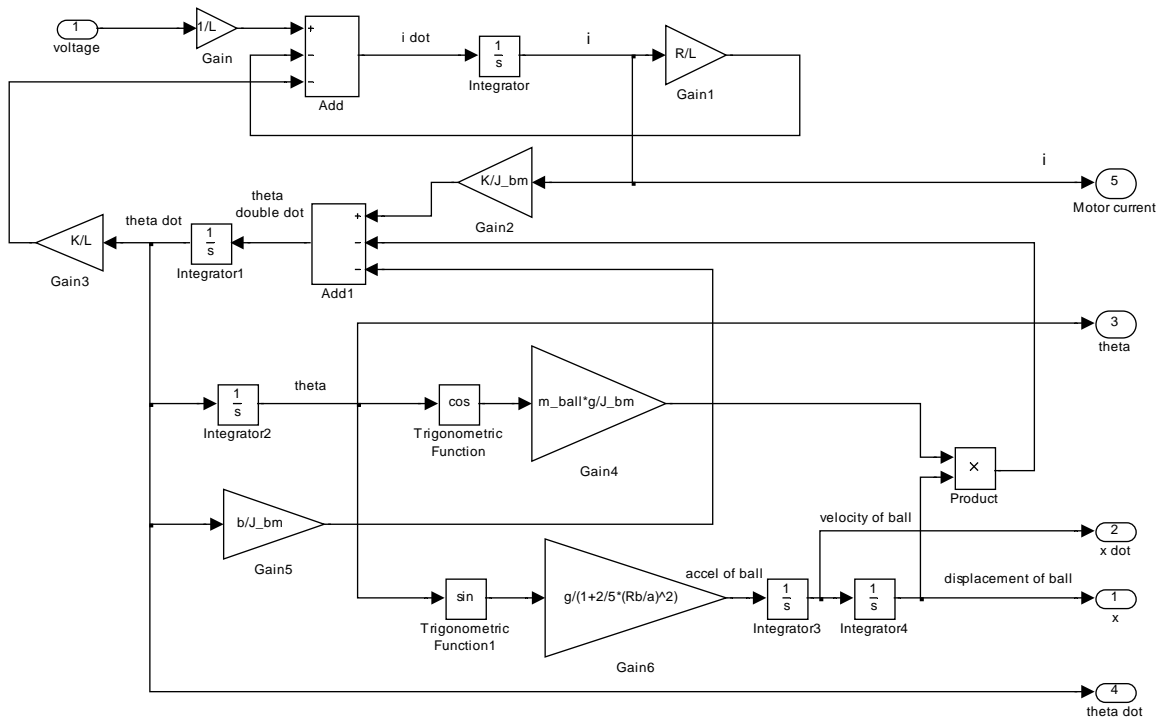 1
voltage
1/L
Gain
+
−
−
Add
i dot
1
s
Integrator
i
R/L
Gain1
K/J_bm
Gain2
i
5
Motor current
theta
double dot
+
−
−
Add1
theta dot
1
s
Integrator1
K/L
Gain3
3
theta
1
s
Integrator2
theta
cos
Trigonometric
Function
m_ball*g/J_bm
Gain4
×
Product
b/J_bm
Gain5
velocity of ball
2
x dot
sin
Trigonometric
Function1
g/(1+2/5*(Rb/a)^2)
Gain6
accel of ball
1
s
Integrator3
1
s
Integrator4
displacement of ball
1
x
4
theta dot